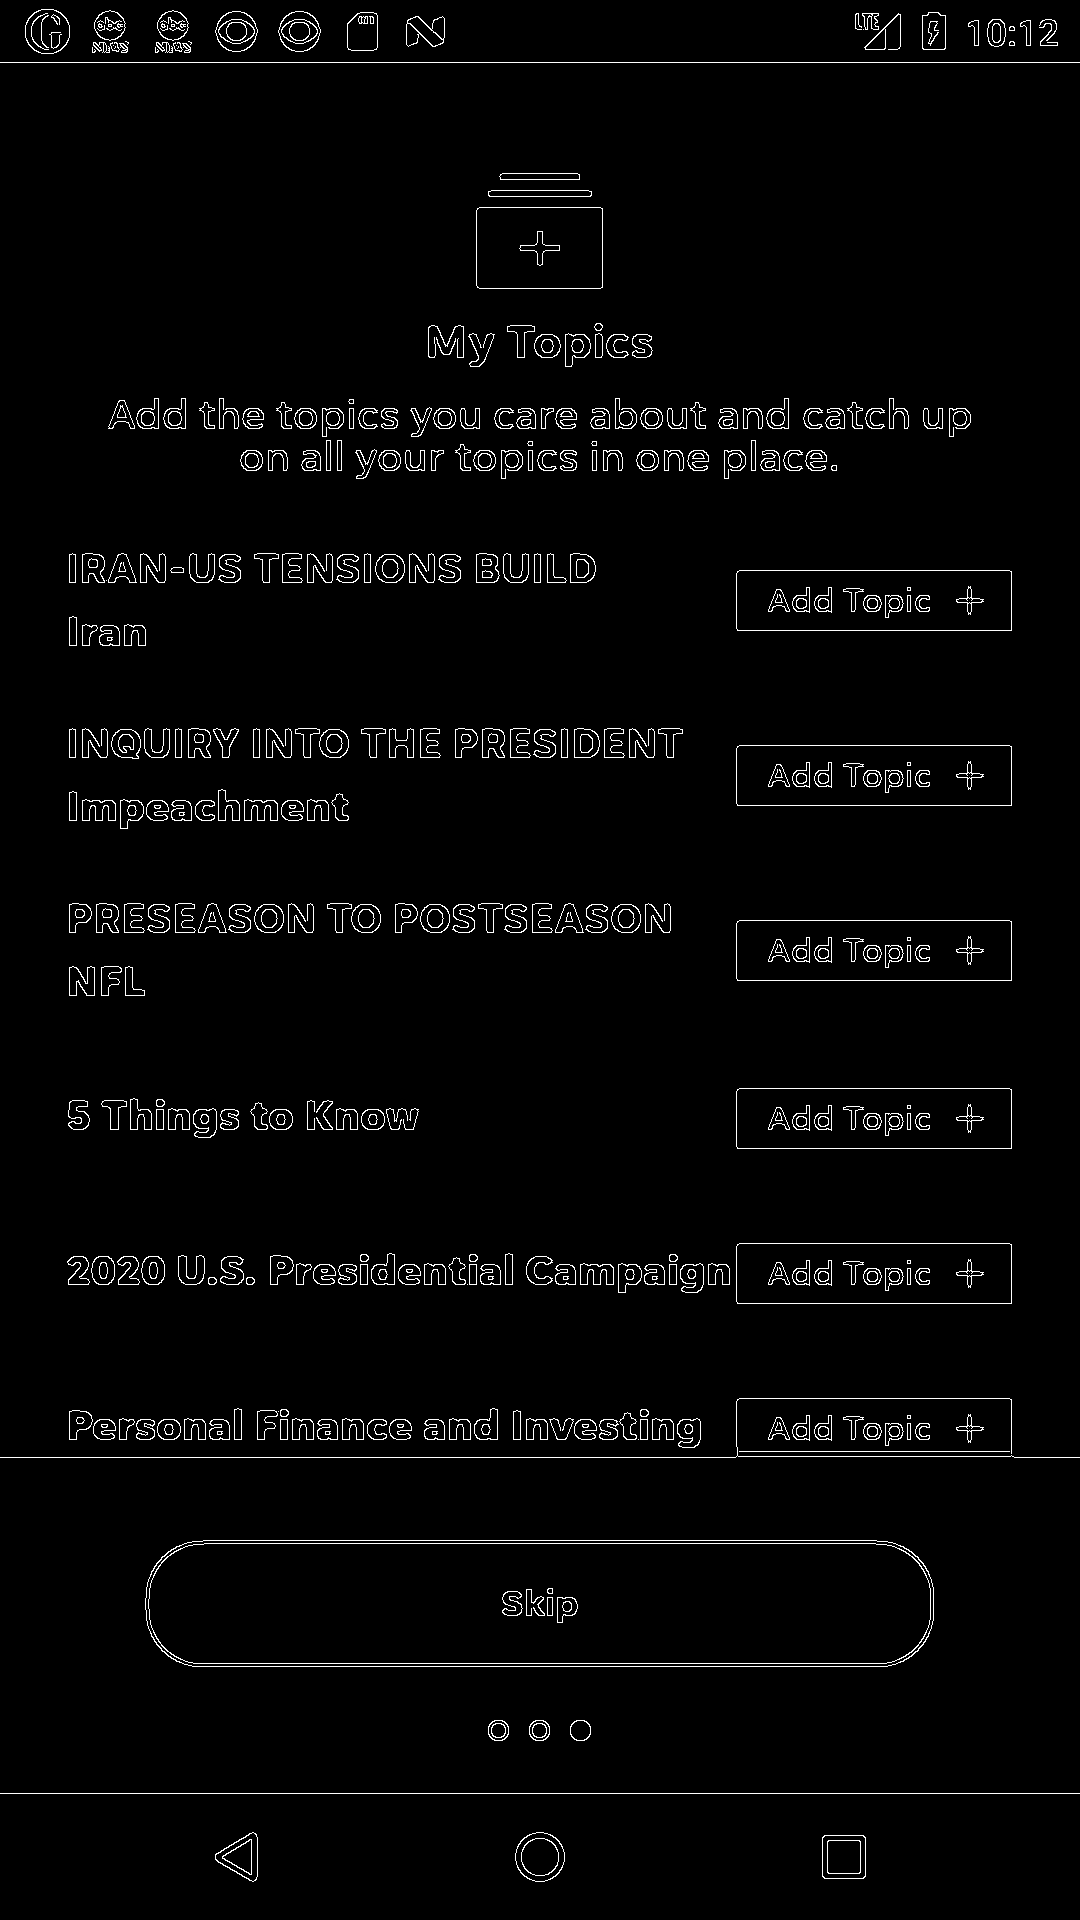 abc
NEWS
abc
NEWS
LTE
10:12
My Topics
Add the topics you care about and catch up
on all your topics in one place.
IRAN-US TENSIONS BUILD
Iran
Add Topic
INQUIRY INTO THE PRESIDENT
Impeachment
Add Topic
PRESEASON TO POSTSEASON
NFL
Add Topic
5 Things to Know
Add Topic
2020 U.S. Presidential Campaign
Add Topic
Personal Finance and Investing
Add Topic
Skip